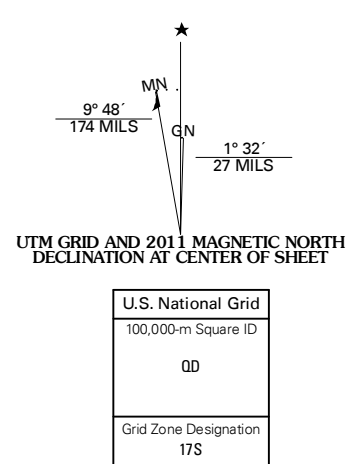 ★
MN
9° 48´
174 MILS
GN
1° 32´
27 MILS
UTM GRID AND 2011 MAGNETIC NORTH
DECLINATION AT CENTER OF SHEET
U.S. National Grid
100,000-m Square ID
QD
Grid Zone Designation
17S